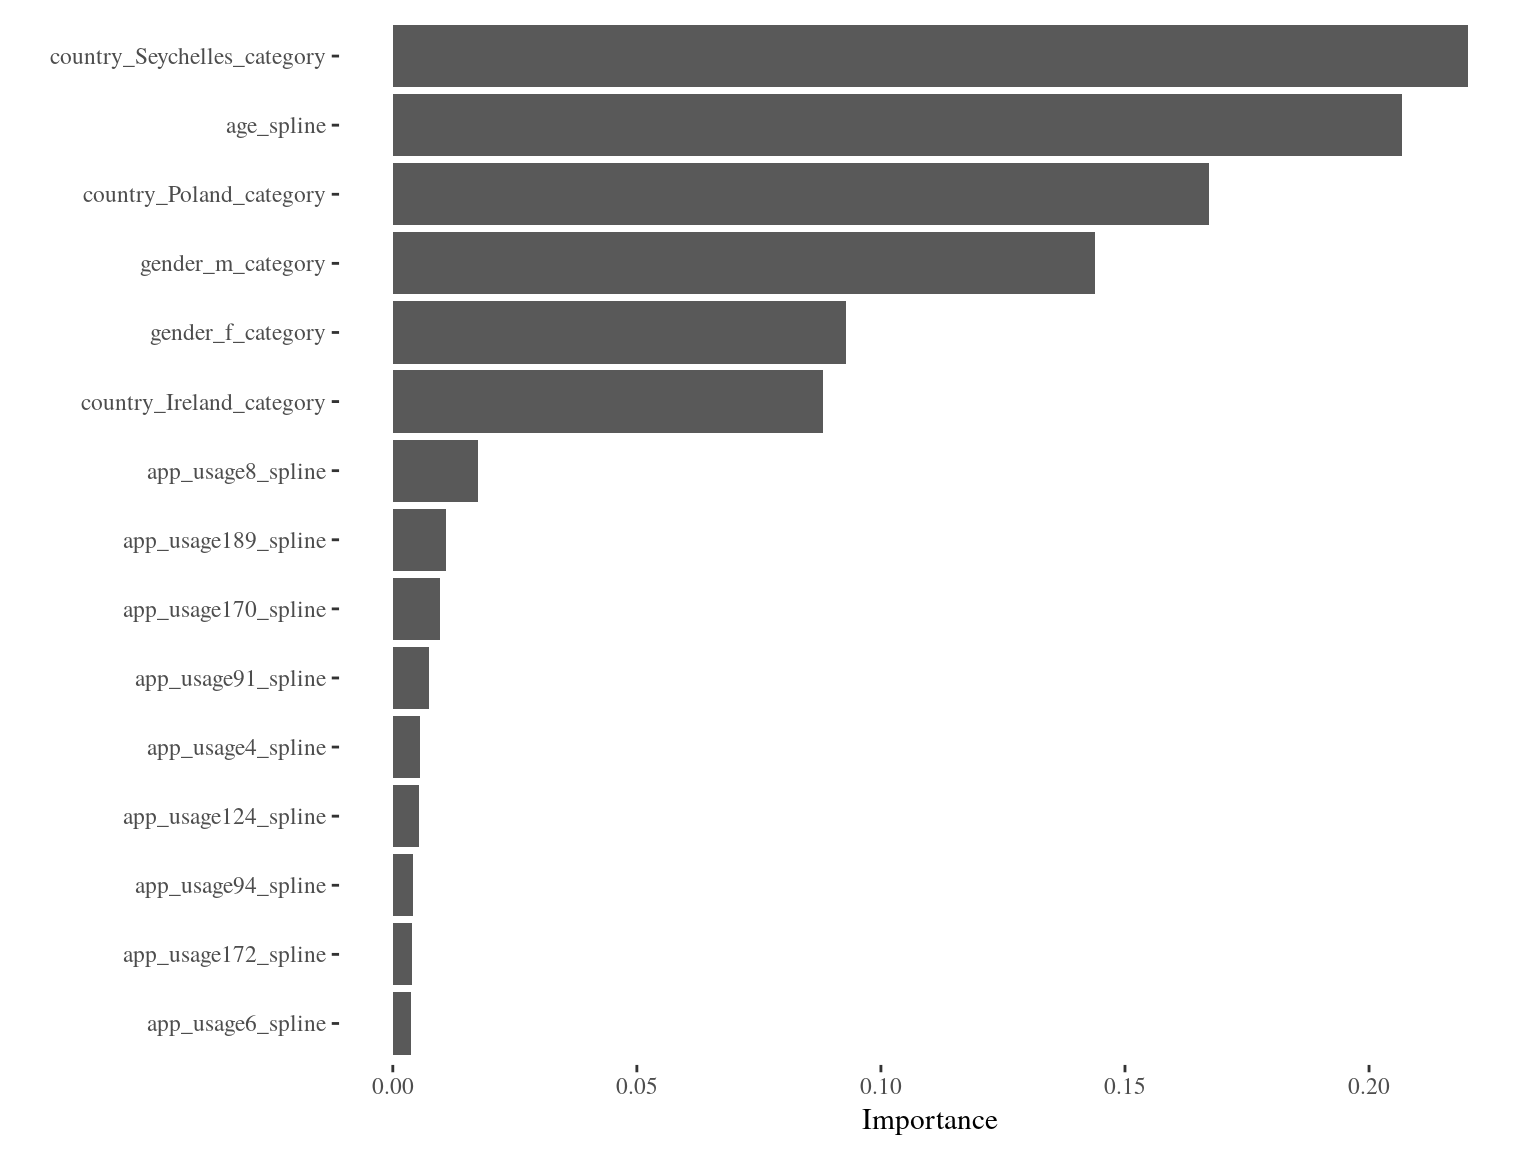 country_Seychelles_category
age_spline
country_Poland_category
gender_m_category
gender_f_category
country_Ireland_category
app_usage8_spline
app_usage189_spline
app_usage170_spline
app_usage91_spline
app_usage4_spline
app_usage124_spline
app_usage94_spline
app_usage172_spline
app_usage6_spline
0.00 0.05 0.10 0.15 0.20
Importance